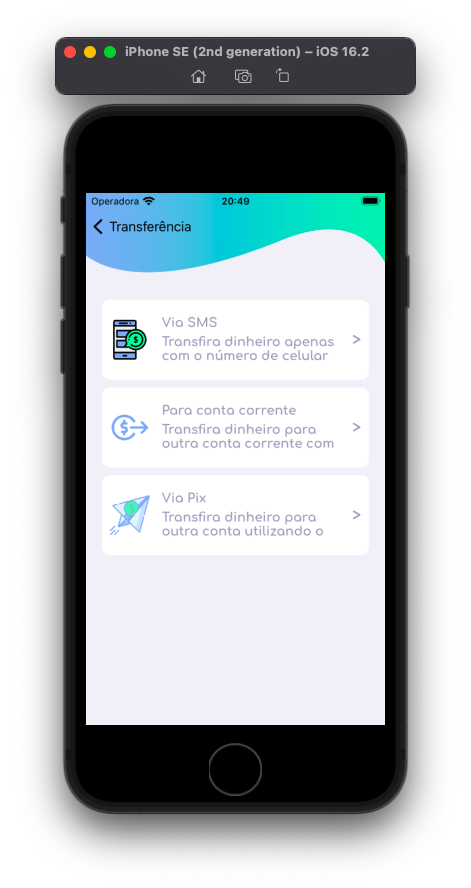 iPhone SE (2nd generation) – iOS 16.2
Operadora 20:49
Transferência
Via SMS
Transfira dinheiro apenas
com o número de celular
>
Para conta corrente
Transfira dinheiro para
outra conta corrente com
>
Via Pix
Transfira dinheiro para
outra conta utilizando o
>